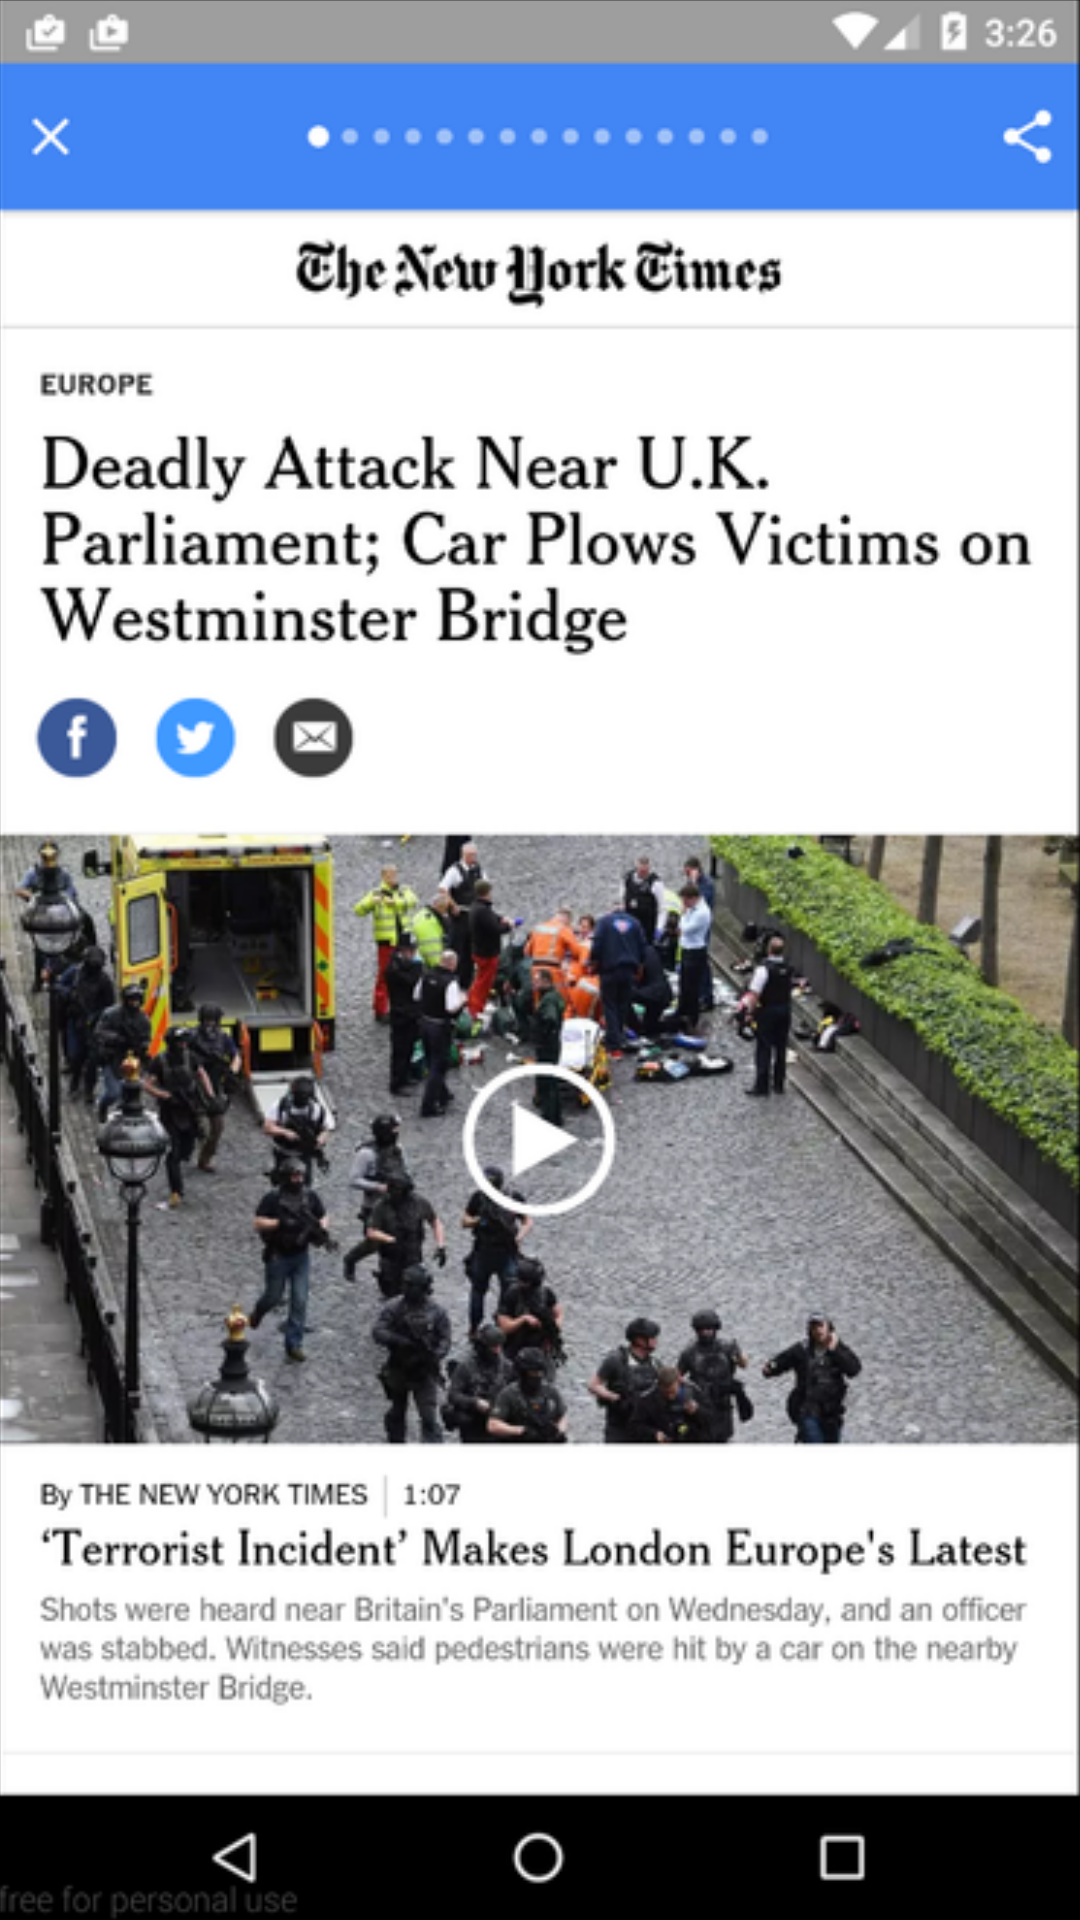 3:26
The New York Times
EUROPE
Deadly Attack Near U.K.
Parliament; Car Plows Victims on
Westminster Bridge
f
By THE NEW YORK TIMES | 1:07
‘Terrorist Incident’ Makes London Europe's Latest
Shots were heard near Britain's Parliament on Wednesday, and an officer
was stabbed. Witnesses said pedestrians were hit by a car on the nearby
Westminster Bridge.
free for personal use